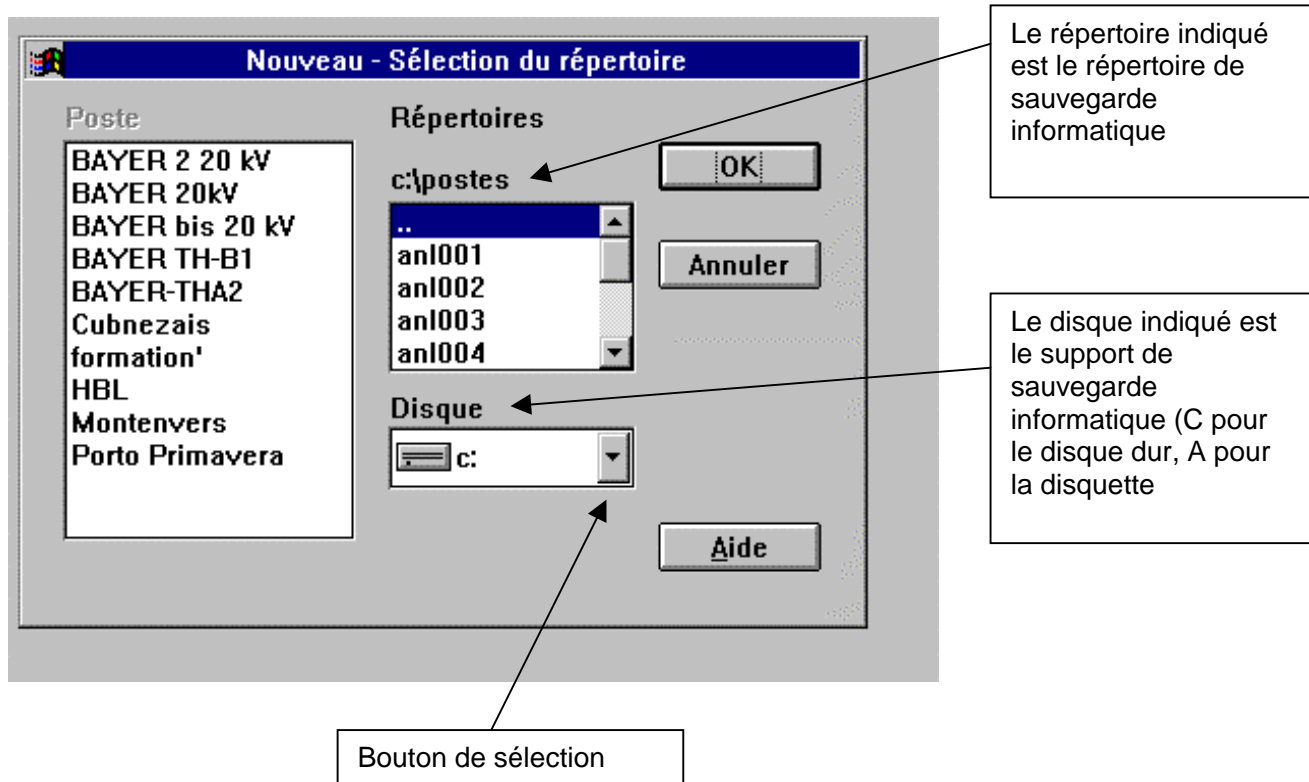 Nouveau - Sélection du répertoire
Poste
BAYER 2 20 kV
BAYER 20kV
BAYER bis 20 kV
BAYER TH-B1
BAYER-THA2
Cubnezais
formation'
HBL
Montenvers
Porto Primavera
Répertoires
c:\postes
..
anl001
anl002
anl003
anl004
Disque
c:
OK
Annuler
Aide
Le répertoire indiqué
est le répertoire de
sauvegarde
informatique
Le disque indiqué est
le support de
sauvegarde
informatique (C pour
le disque dur, A pour
la disquette
Bouton de sélection